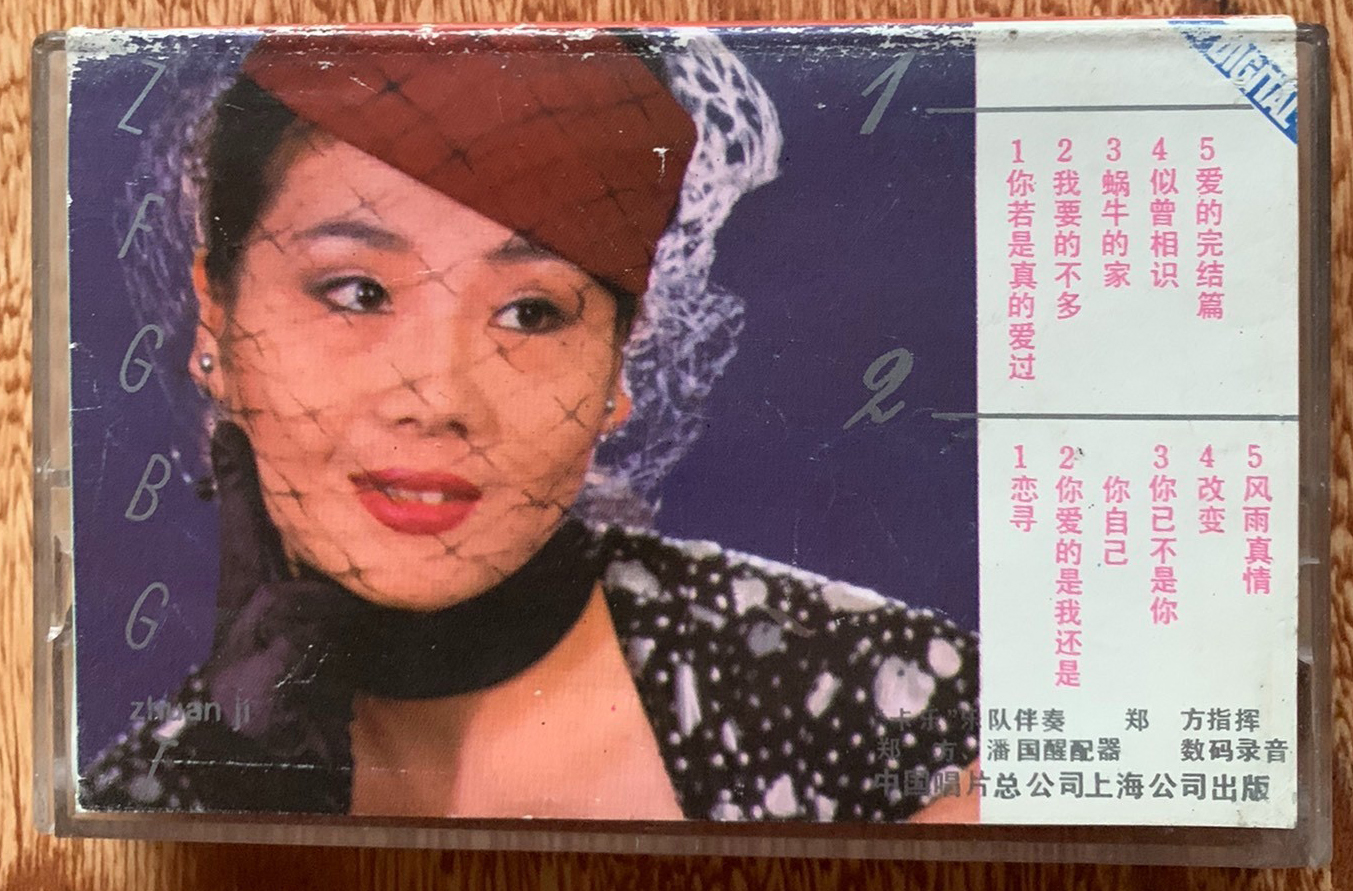 Z
F
G
B
G
zhuan ji
1
DIGITAL
1你若是真的爱过
2我要的不多
3蜗牛的家
4似曾相识
5爱的完结篇
2
1恋寻
2你爱的是我还是
你自己
3你已不是你
4改变
5风雨真情
卡乐”乐队伴奏 郑 方指挥
郑 方、潘国醒配器 数码录音
中国唱片总公司上海公司出版